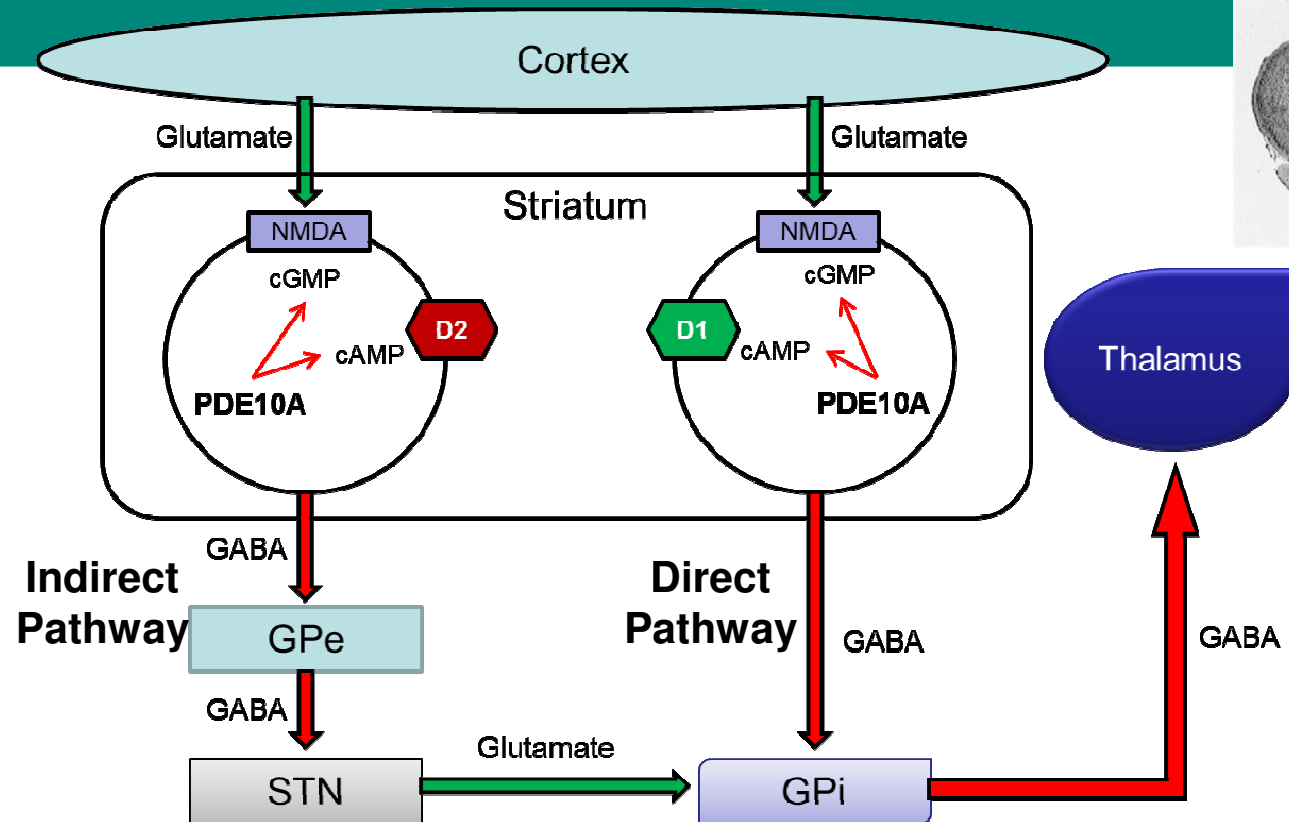 Cortex
Glutamate
Glutamate
Striatum
NMDA
NMDA
cGMP
cGMP
D2
D1
cAMP
cAMP
PDE10A
PDE10A
Thalamus
GABA
Indirect
Pathway
Direct
Pathway
GPe
GABA
GABA
GABA
Glutamate
STN
GPi